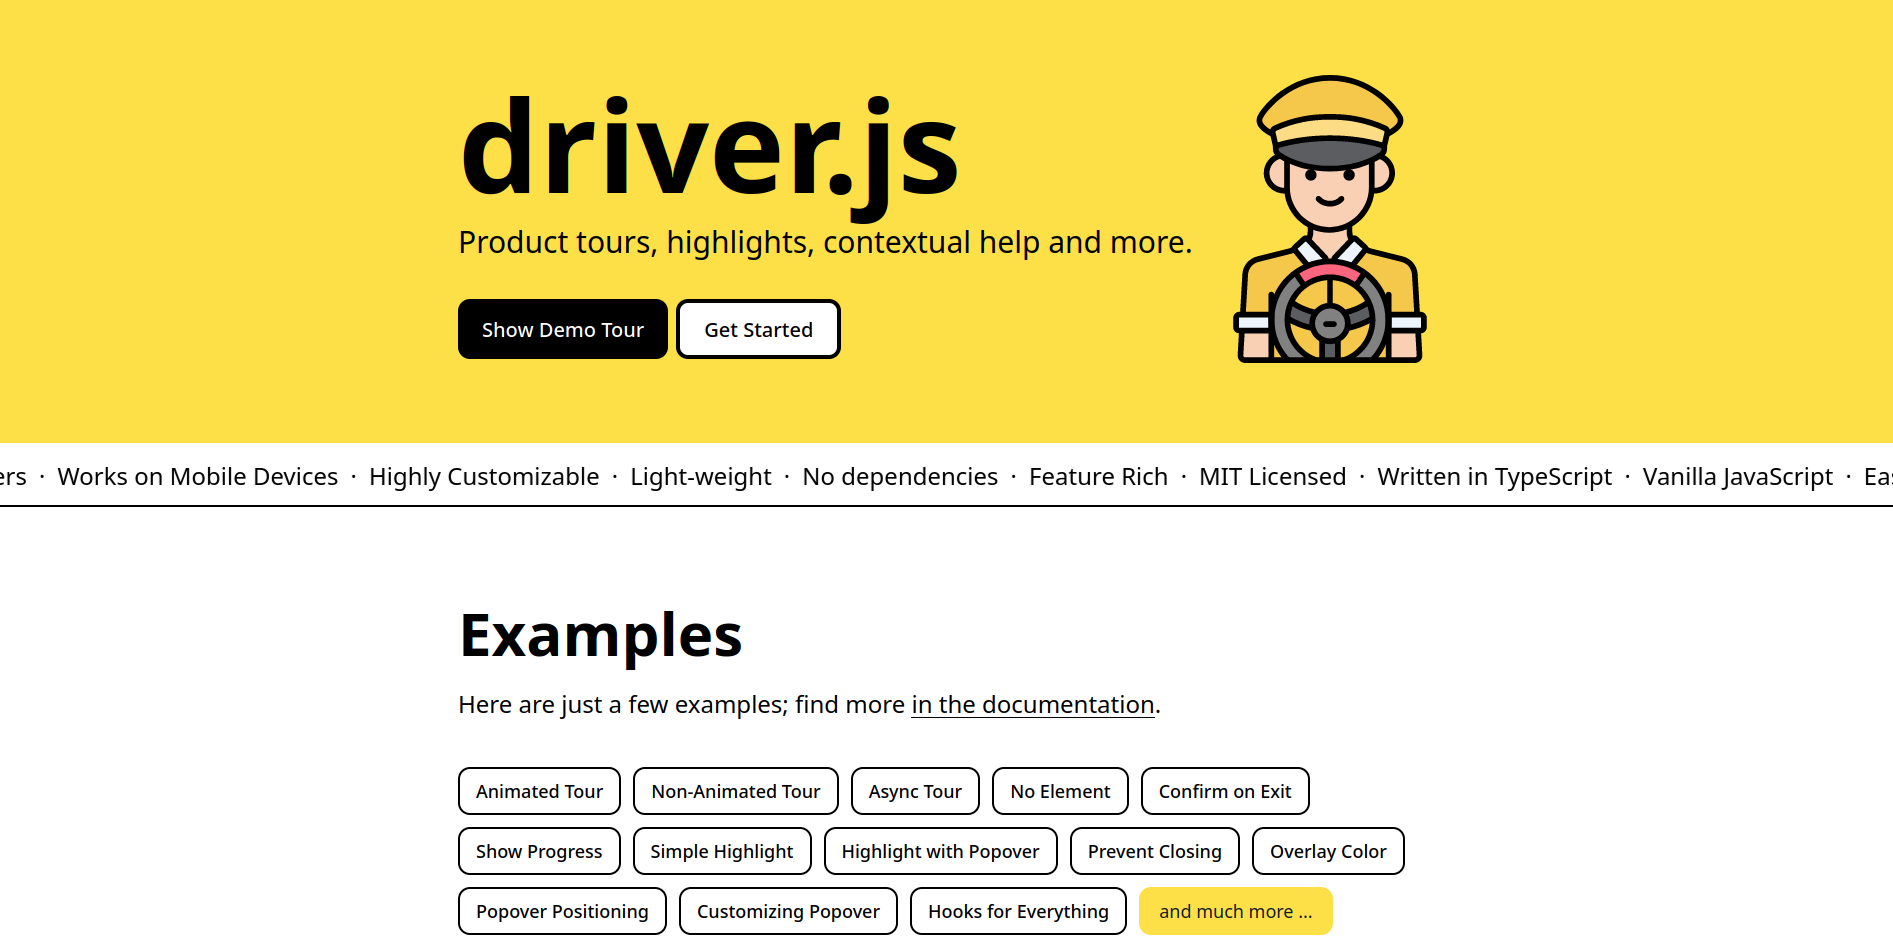 driver.js
Product tours, highlights, contextual help and more.
Show Demo Tour Get Started
ers · Works on Mobile Devices · Highly Customizable · Light-weight · No dependencies · Feature Rich · MIT Licensed · Written in TypeScript · Vanilla JavaScript · Eas
Examples
Here are just a few examples; find more in the documentation.
Animated Tour Non-Animated Tour Async Tour No Element Confirm on Exit
Show Progress Simple Highlight Highlight with Popover Prevent Closing Overlay Color
Popover Positioning Customizing Popover Hooks for Everything and much more ...